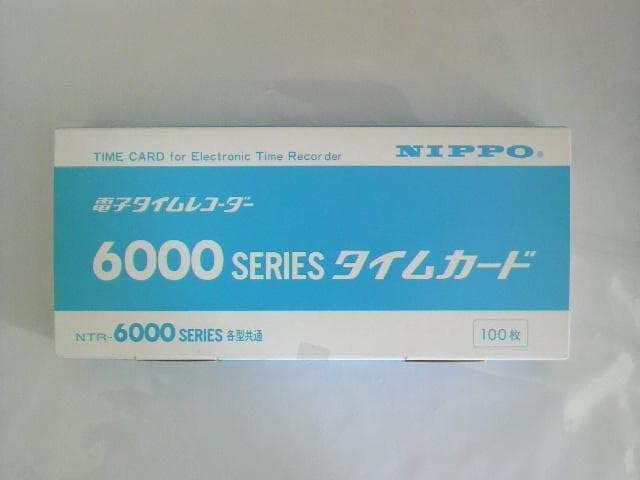 TIME CARD for Electronic Time Recorder
NIPPO®
電子タイムレコーダー
6000 SERIES タイムカード
NTR-6000 SERIES 各型共通
100枚